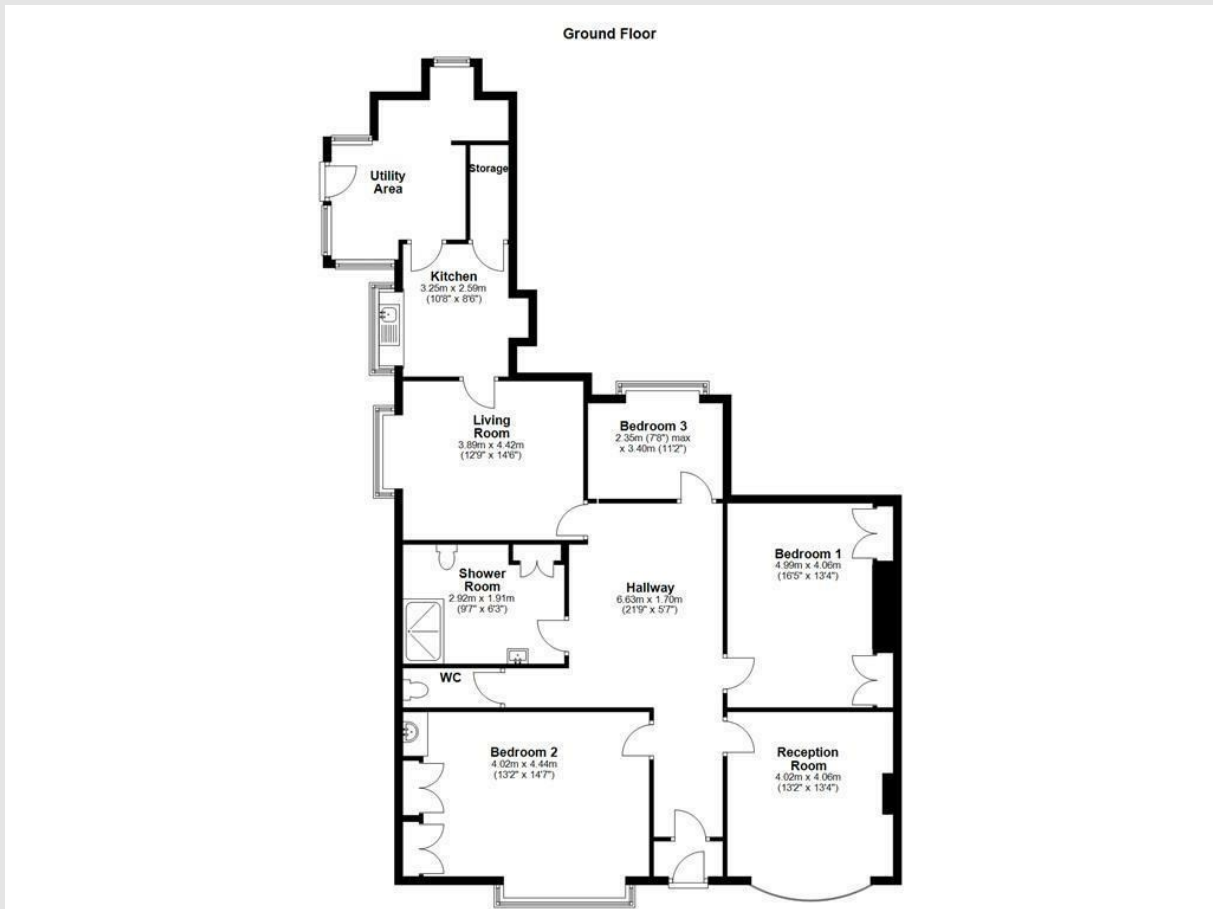 Ground Floor
Utility
Area
Storage
Kitchen
3.25m x 2.59m
(10'8" x 8'6")
Living
Room
3.89m x 4.42m
(12'9" x 14'6")
Bedroom 3
2.35m (7'8") max
x 3.40m (11'2")
Shower
Room
2.92m x 1.91m
(9'7" x 6'3")
Hallway
6.63m x 1.70m
(21'9" x 5'7")
Bedroom 1
4.99m x 4.06m
(16'5" x 13'4")
WC
Bedroom 2
4.02m x 4.44m
(13'2" x 14'7")
Reception
Room
4.02m x 4.06m
(13'2" x 13'4")